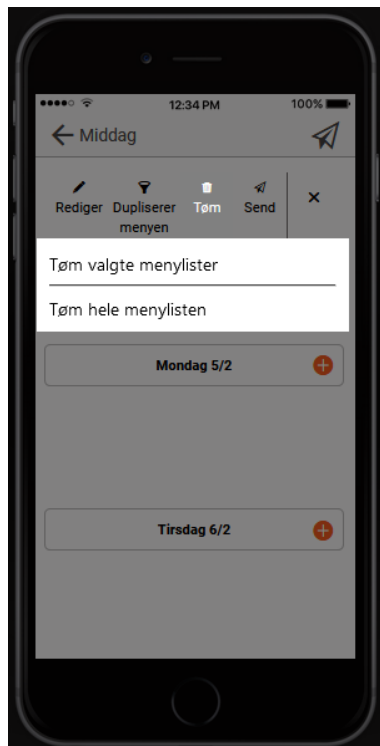 12:34 PM 100%
Middag
Rediger Dupliserer menyen Tøm Send
Tøm valgte menylister
Tøm hele menylisten
Mondag 5/2
Tirsdag 6/2